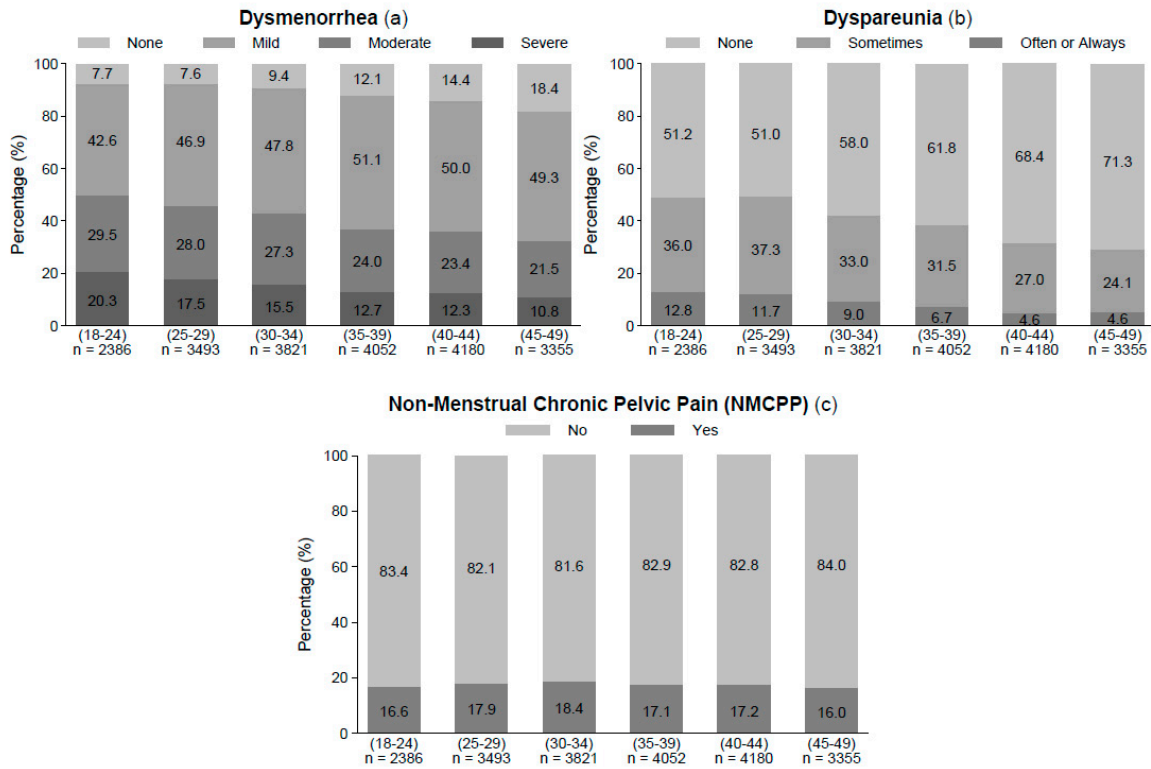 Dysmenorrhea (a)
None Mild Moderate Severe
Percentage (%)
100
80
60
40
20
0
7.7 7.6 9.4 12.1 14.4 18.4
42.6 46.9 47.8 51.1 50.0 49.3
29.5 28.0 27.3 24.0 23.4 21.5
20.3 17.5 15.5 12.7 12.3 10.8
(18-24) (25-29) (30-34) (35-39) (40-44) (45-49)
n = 2386 n = 3493 n = 3821 n = 4052 n = 4180 n = 3355
Dyspareunia (b)
None Sometimes Often or Always
Percentage (%)
100
80
60
40
20
0
51.2 51.0 58.0 61.8 68.4 71.3
36.0 37.3 33.0 31.5 27.0 24.1
12.8 11.7 9.0 6.7 4.6 4.6
(18-24) (25-29) (30-34) (35-39) (40-44) (45-49)
n = 2386 n = 3493 n = 3821 n = 4052 n = 4180 n = 3355
Non-Menstrual Chronic Pelvic Pain (NMCPP) (c)
No Yes
Percentage (%)
100
80
60
40
20
0
83.4 82.1 81.6 82.9 82.8 84.0
16.6 17.9 18.4 17.1 17.2 16.0
(18-24) (25-29) (30-34) (35-39) (40-44) (45-49)
n = 2386 n = 3493 n = 3821 n = 4052 n = 4180 n = 3355